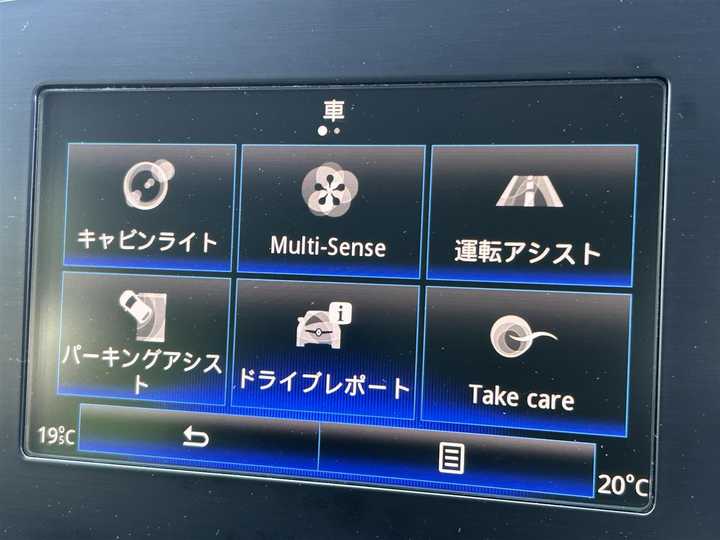 車
キャビンライト
Multi-Sense
運転アシスト
パーキングアシス
ト
i
ドライブレポート
Take care
19.5°C
20°C